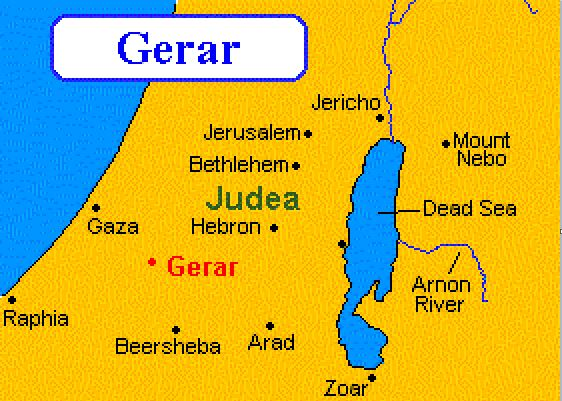 Gerar
Jericho
Jerusalem
Mount
Nebo
Bethlehem
Judea
Dead Sea
Gaza
Hebron
Gerar
Arnon
River
Raphia
Beersheba
Arad
Zoar